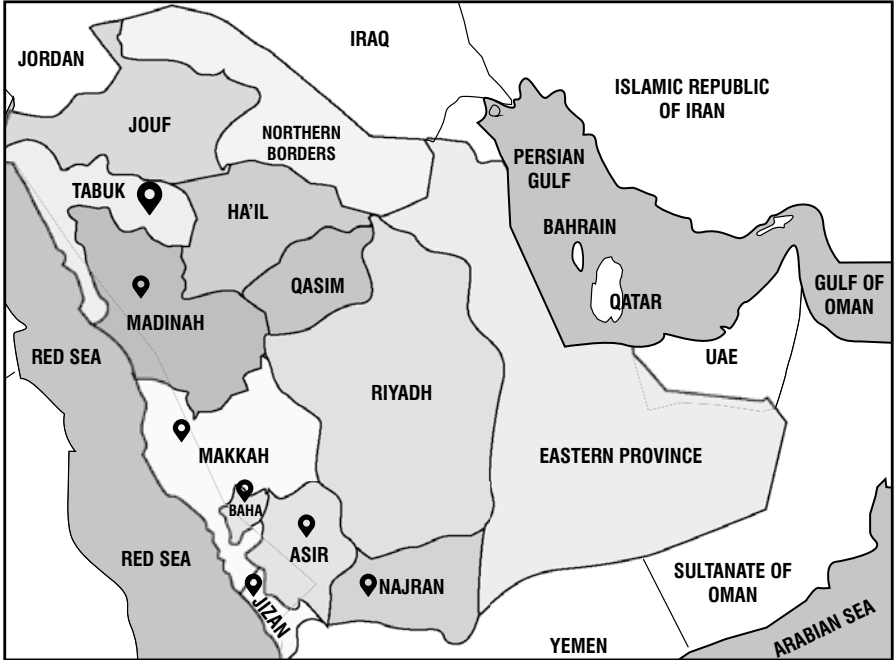 IRAQ
JORDAN
ISLAMIC REPUBLIC
OF IRAN
JOUF
NORTHERN
BORDERS
PERSIAN
GULF
TABUK
HA'IL
BAHRAIN
QASIM
GULF OF
OMAN
QATAR
MADINAH
RED SEA
UAE
RIYADH
MAKKAH
EASTERN PROVINCE
BAHA
ASIR
RED SEA
NAJRAN
SULTANATE OF
OMAN
JIZAN
ARABIAN SEA
YEMEN